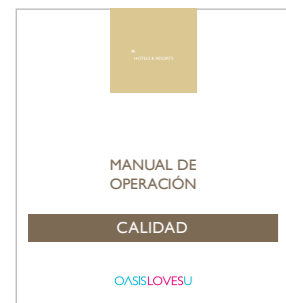 HOTELS & RESORTS
MANUAL DE
OPERACIÓN
CALIDAD
OASISLOVESU